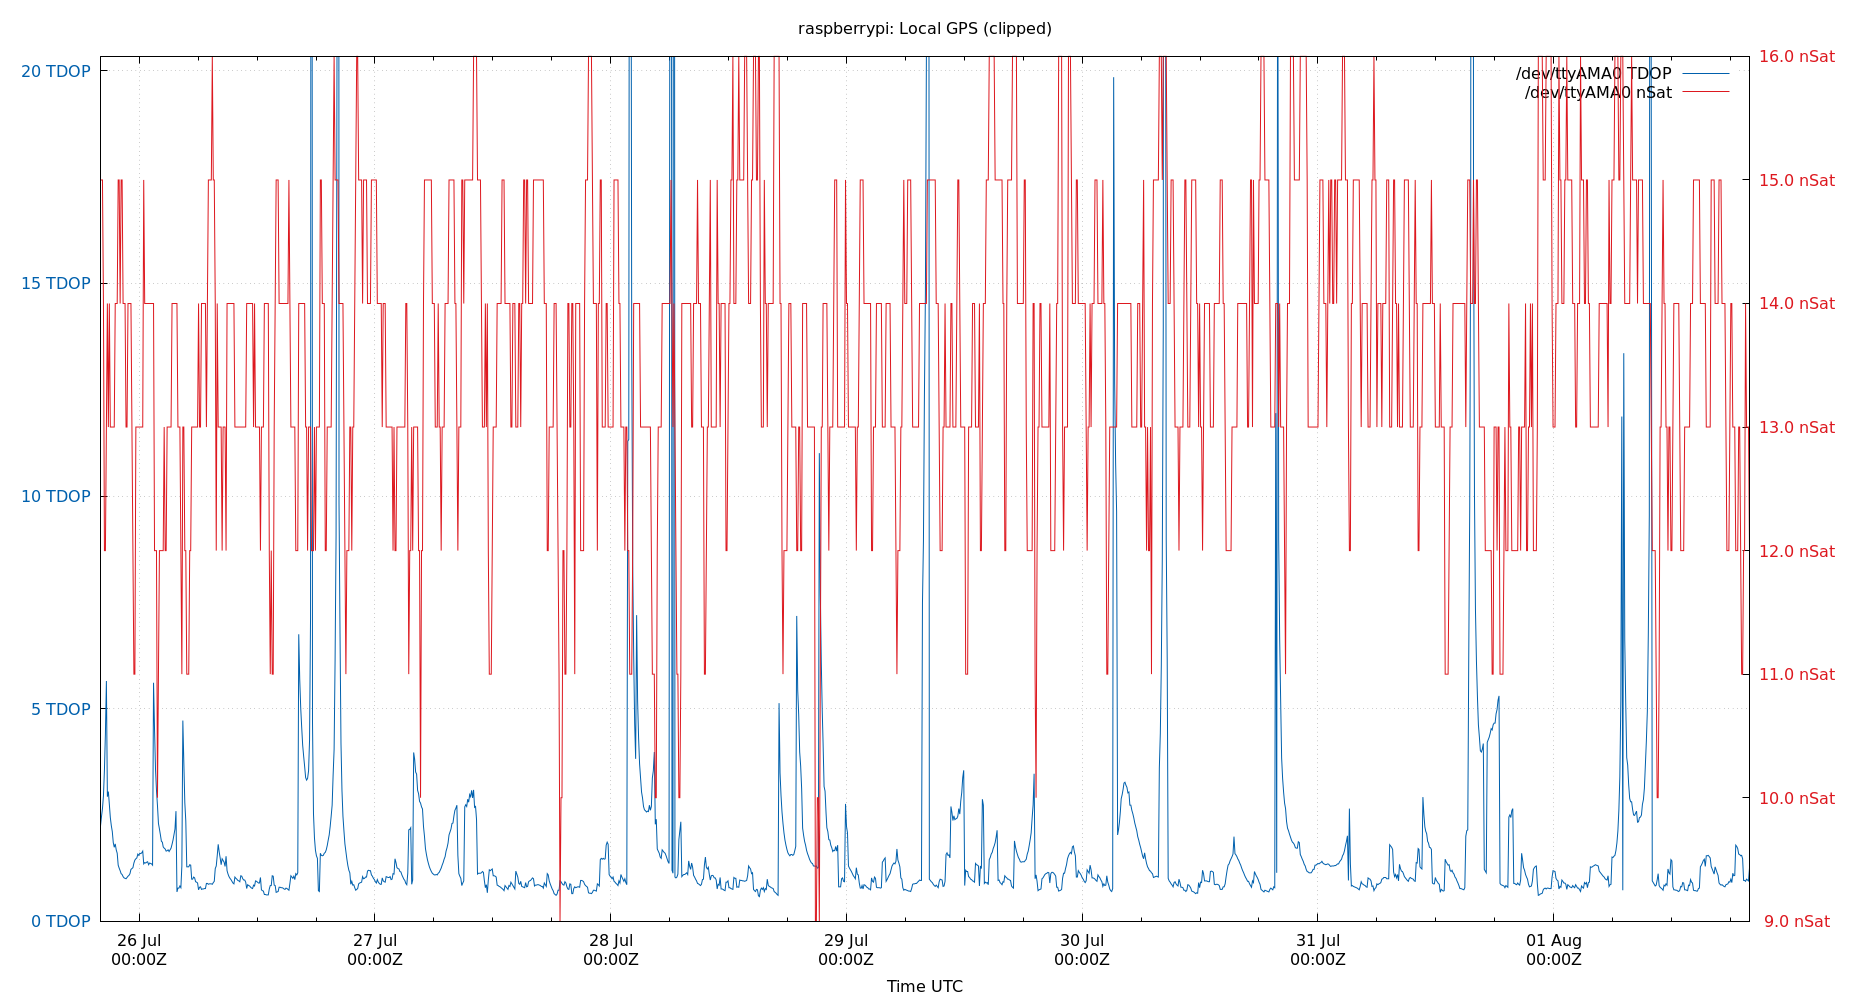 raspberrypi: Local GPS (clipped)
20 TDOP
15 TDOP
10 TDOP
5 TDOP
0 TDOP
16.0 nSat
15.0 nSat
14.0 nSat
13.0 nSat
12.0 nSat
11.0 nSat
10.0 nSat
9.0 nSat
/dev/ttyAMA0 TDOP
/dev/ttyAMA0 nSat
26 Jul 27 Jul 28 Jul 29 Jul 30 Jul 31 Jul 01 Aug
00:00Z 00:00Z 00:00Z 00:00Z 00:00Z 00:00Z 00:00Z
Time UTC